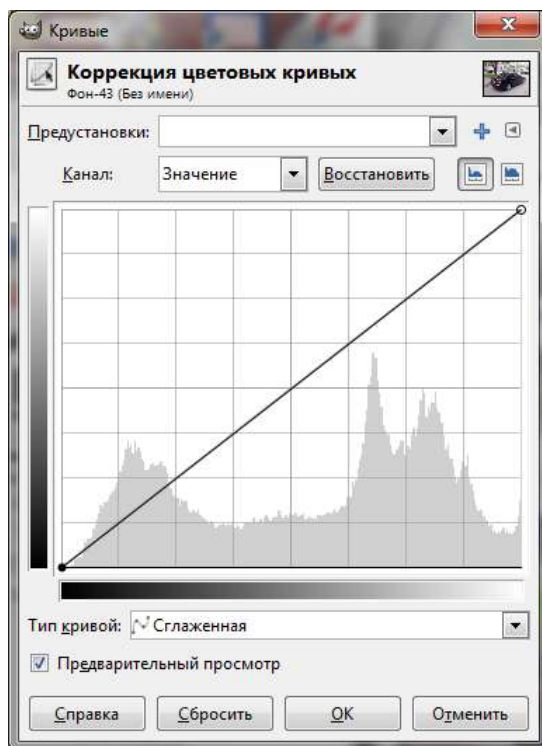 Кривые
Коррекция цветовых кривых
Фон-43 (Без имени)
Предустановки:
Канал: Значение Восстановить
Тип кривой: Сглаженная
Предварительный просмотр
Справка Сбросить OK Отменить